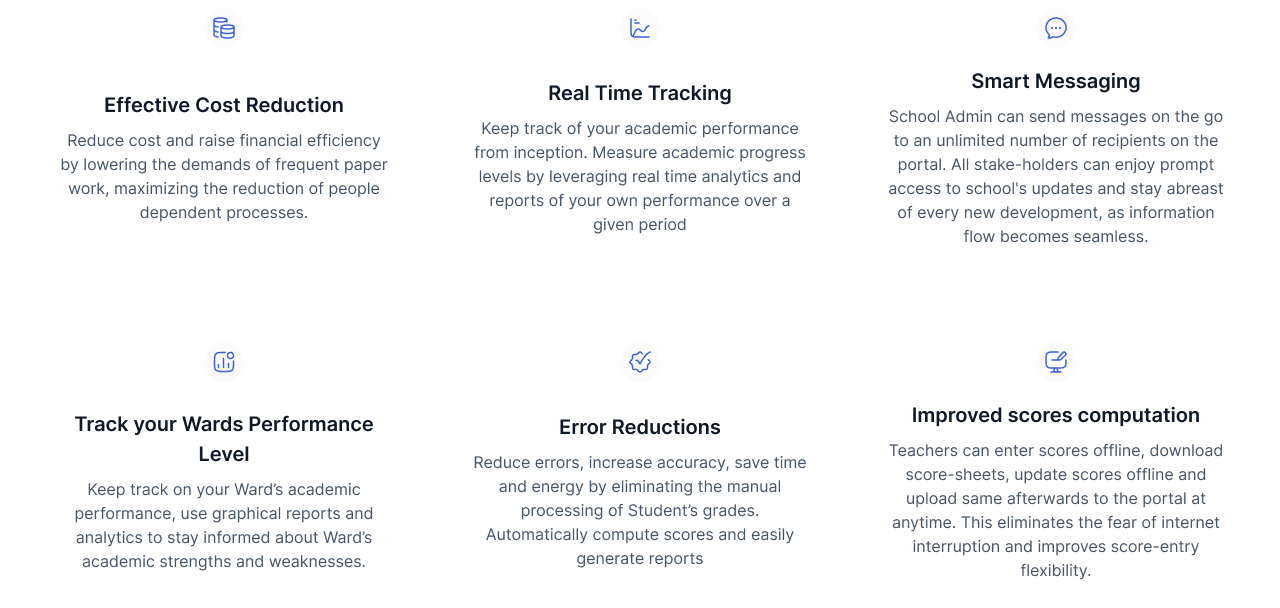 Effective Cost Reduction
Reduce cost and raise financial efficiency
by lowering the demands of frequent paper
work, maximizing the reduction of people
dependent processes.
Real Time Tracking
Keep track of your academic performance
from inception. Measure academic progress
levels by leveraging real time analytics and
reports of your own performance over a
given period
Smart Messaging
School Admin can send messages on the go
to an unlimited number of recipients on the
portal. All stake-holders can enjoy prompt
access to school's updates and stay abreast
of every new development, as information
flow becomes seamless.
Track your Wards Performance
Level
Keep track on your Ward’s academic
performance, use graphical reports and
analytics to stay informed about Ward’s
academic strengths and weaknesses.
Error Reductions
Reduce errors, increase accuracy, save time
and energy by eliminating the manual
processing of Student’s grades.
Automatically compute scores and easily
generate reports
Improved scores computation
Teachers can enter scores offline, download
score-sheets, update scores offline and
upload same afterwards to the portal at
anytime. This eliminates the fear of internet
interruption and improves score-entry
flexibility.